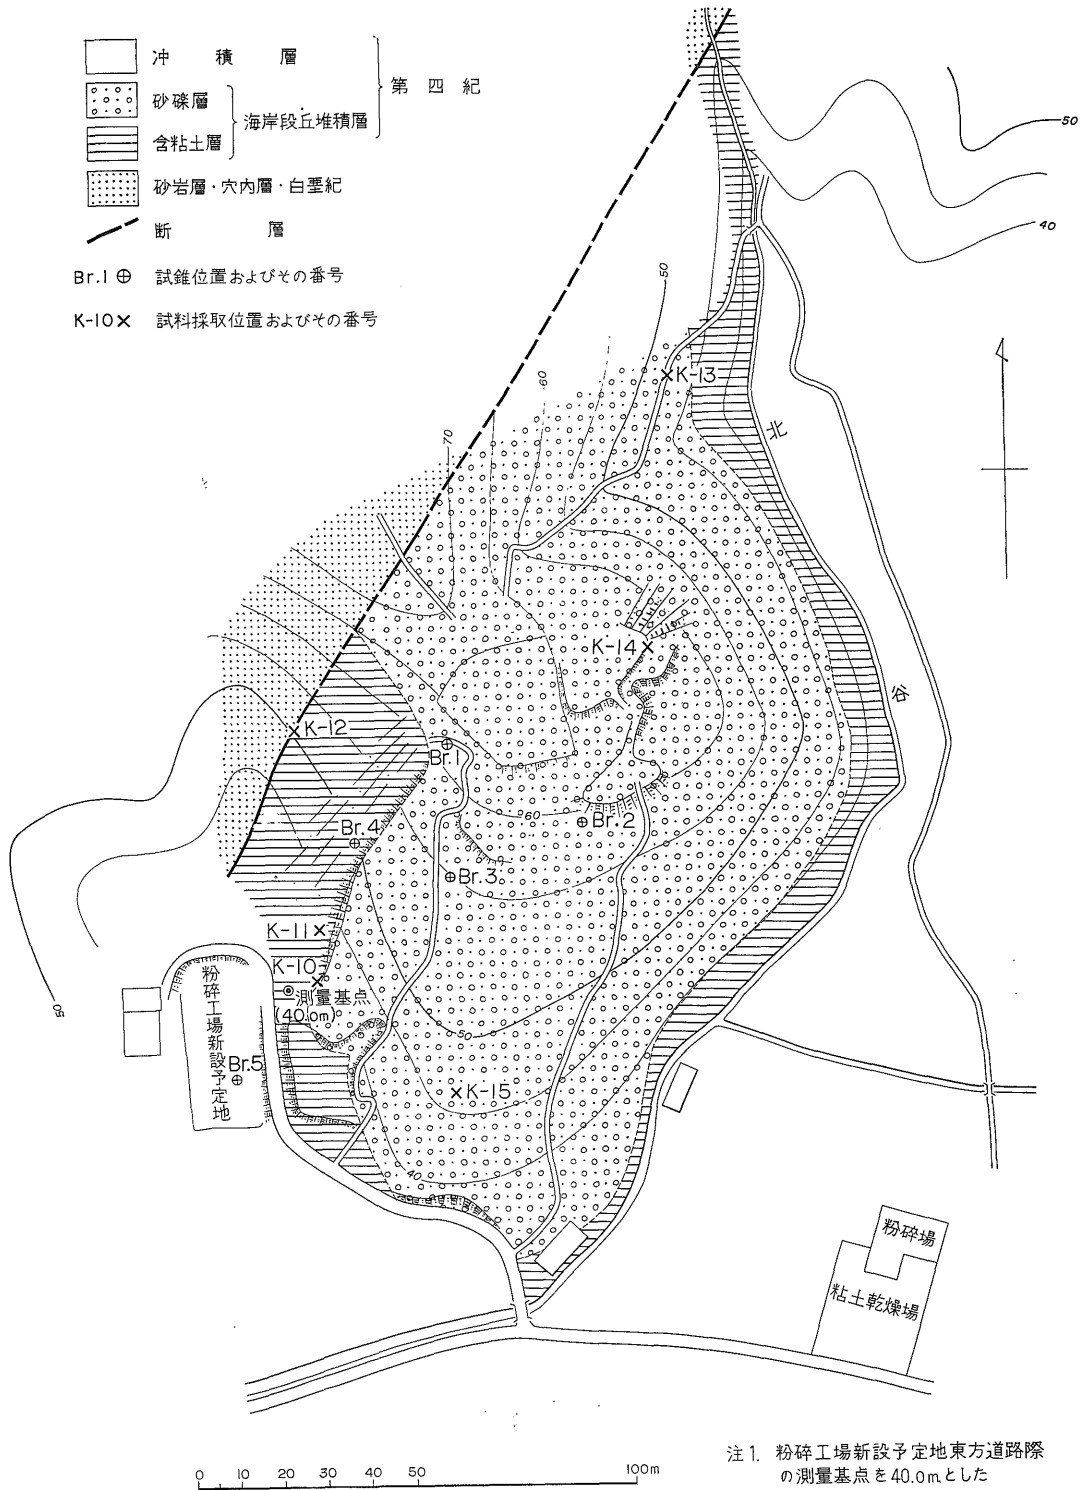 冲積層
砂礫層
含粘土層
海岸段丘堆積層
第四紀
砂岩層・穴内層・白亜紀
断層
Br.1 試錐位置およびその番号
K-10 試料採取位置およびその番号
50
40
50
60
70
K-13
北
K-14
谷
K-12
Br.1
60
Br.2
Br.4
Br.3
K-11
K-10
測量基点
(40.0m)
粉砕工場新設予定地
50
50
Br.5
K-15
40
粉砕場
粘土乾燥場
注1. 粉砕工場新設予定地東方道路際
の測量基点を40.0mとした
0 10 20 30 40 50 100m